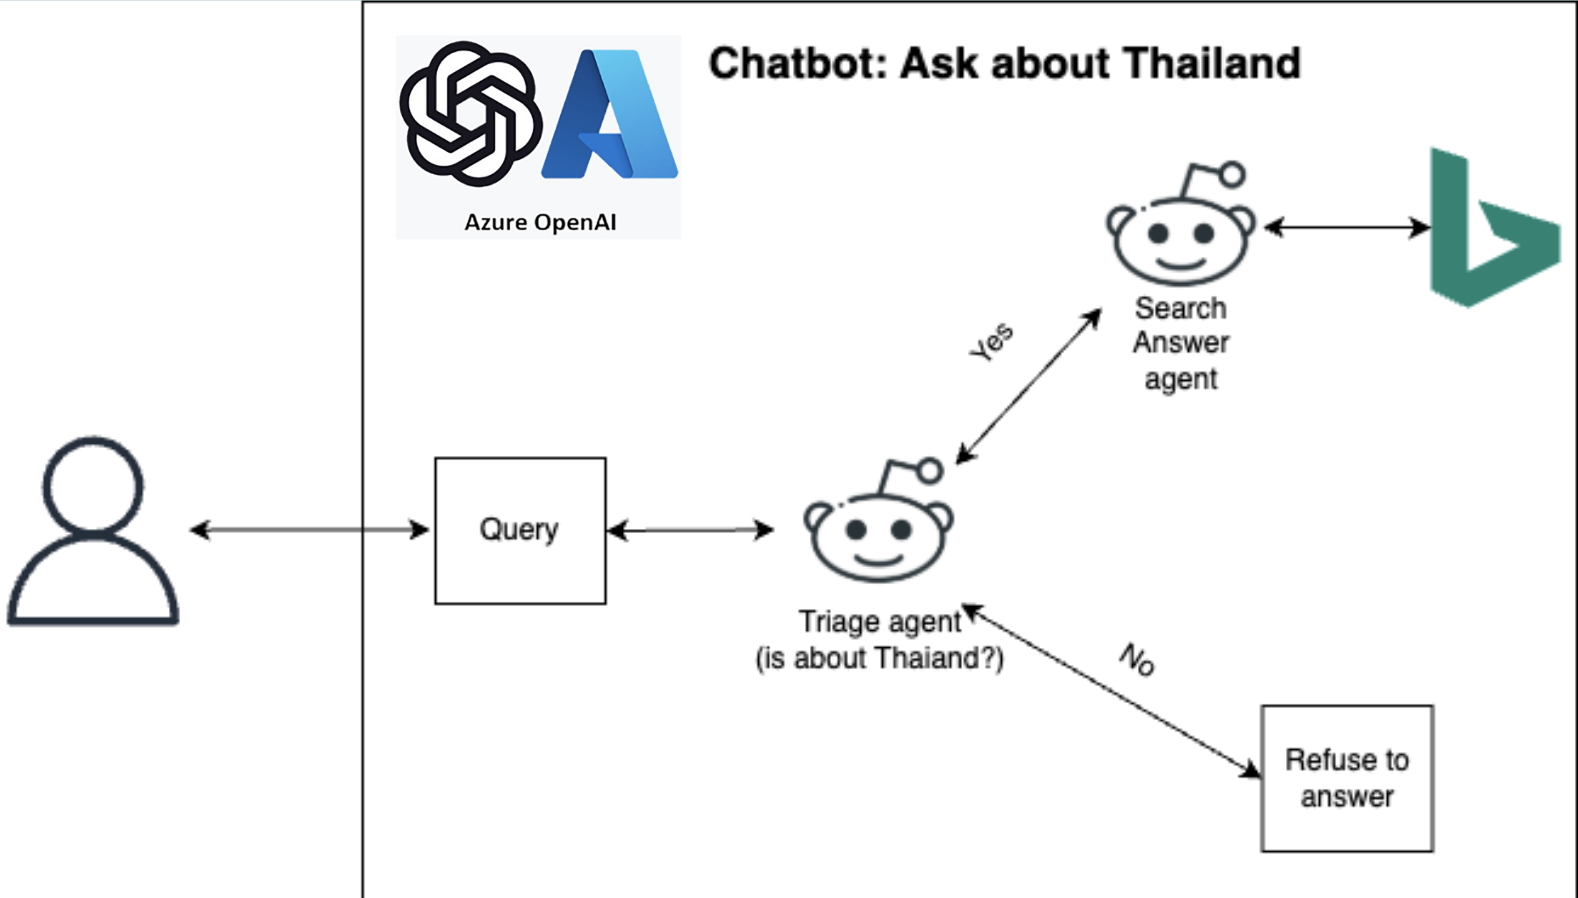 Chatbot: Ask about Thailand
Azure OpenAI
Search
Answer
agent
Yes
Query
Triage agent
(is about Thaiand?)
No
Refuse to
answer